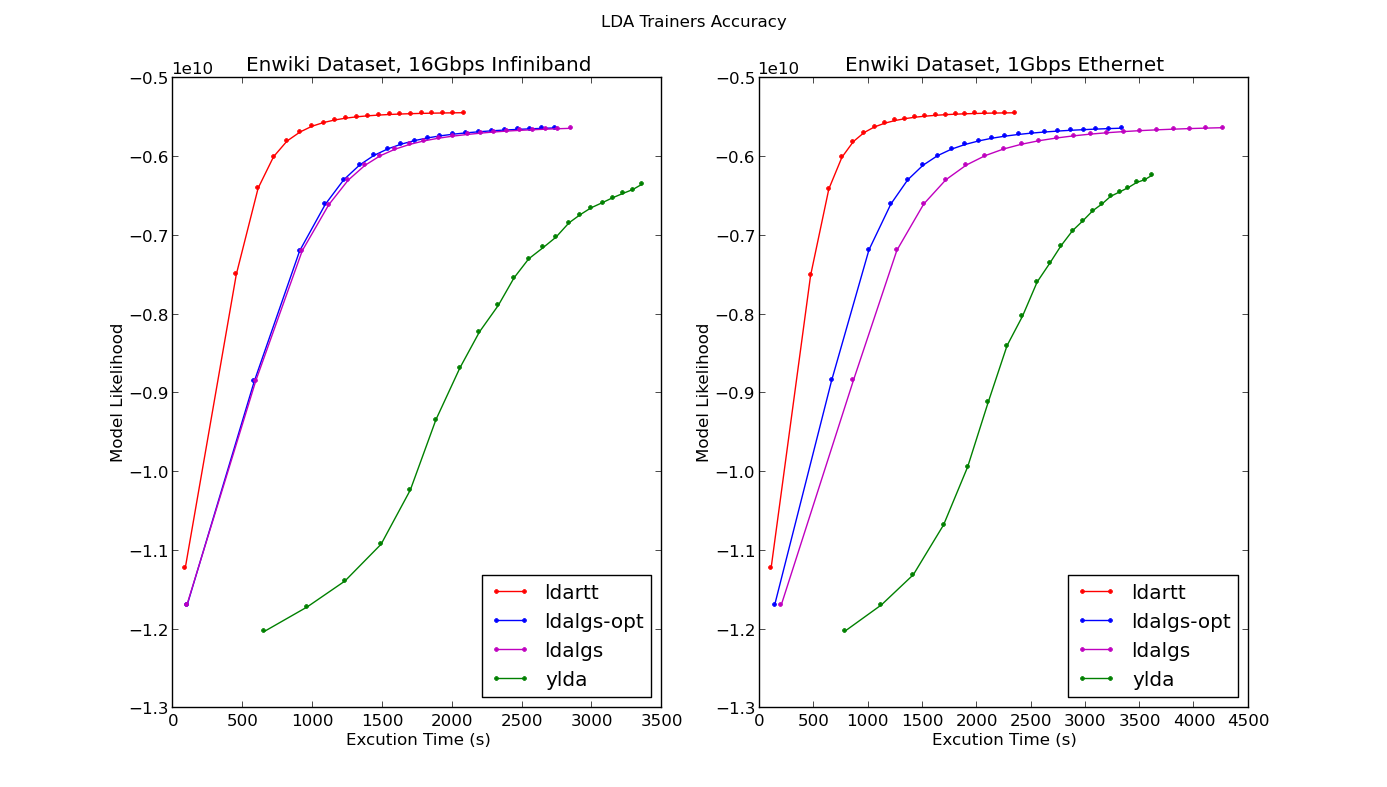 LDA Trainers Accuracy
Enwiki Dataset, 16Gbps Infiniband
1e10
−0.5
−0.6
−0.7
−0.8
−0.9
−1.0
−1.1
−1.2
−1.3
Model Likelihood
0 500 1000 1500 2000 2500 3000 3500
Excution Time (s)
ldartt
ldalgs-opt
ldalgs
ylda
Enwiki Dataset, 1Gbps Ethernet
1e10
−0.5
−0.6
−0.7
−0.8
−0.9
−1.0
−1.1
−1.2
−1.3
Model Likelihood
0 500 1000 1500 2000 2500 3000 3500 4000 4500
Excution Time (s)
ldartt
ldalgs-opt
ldalgs
ylda